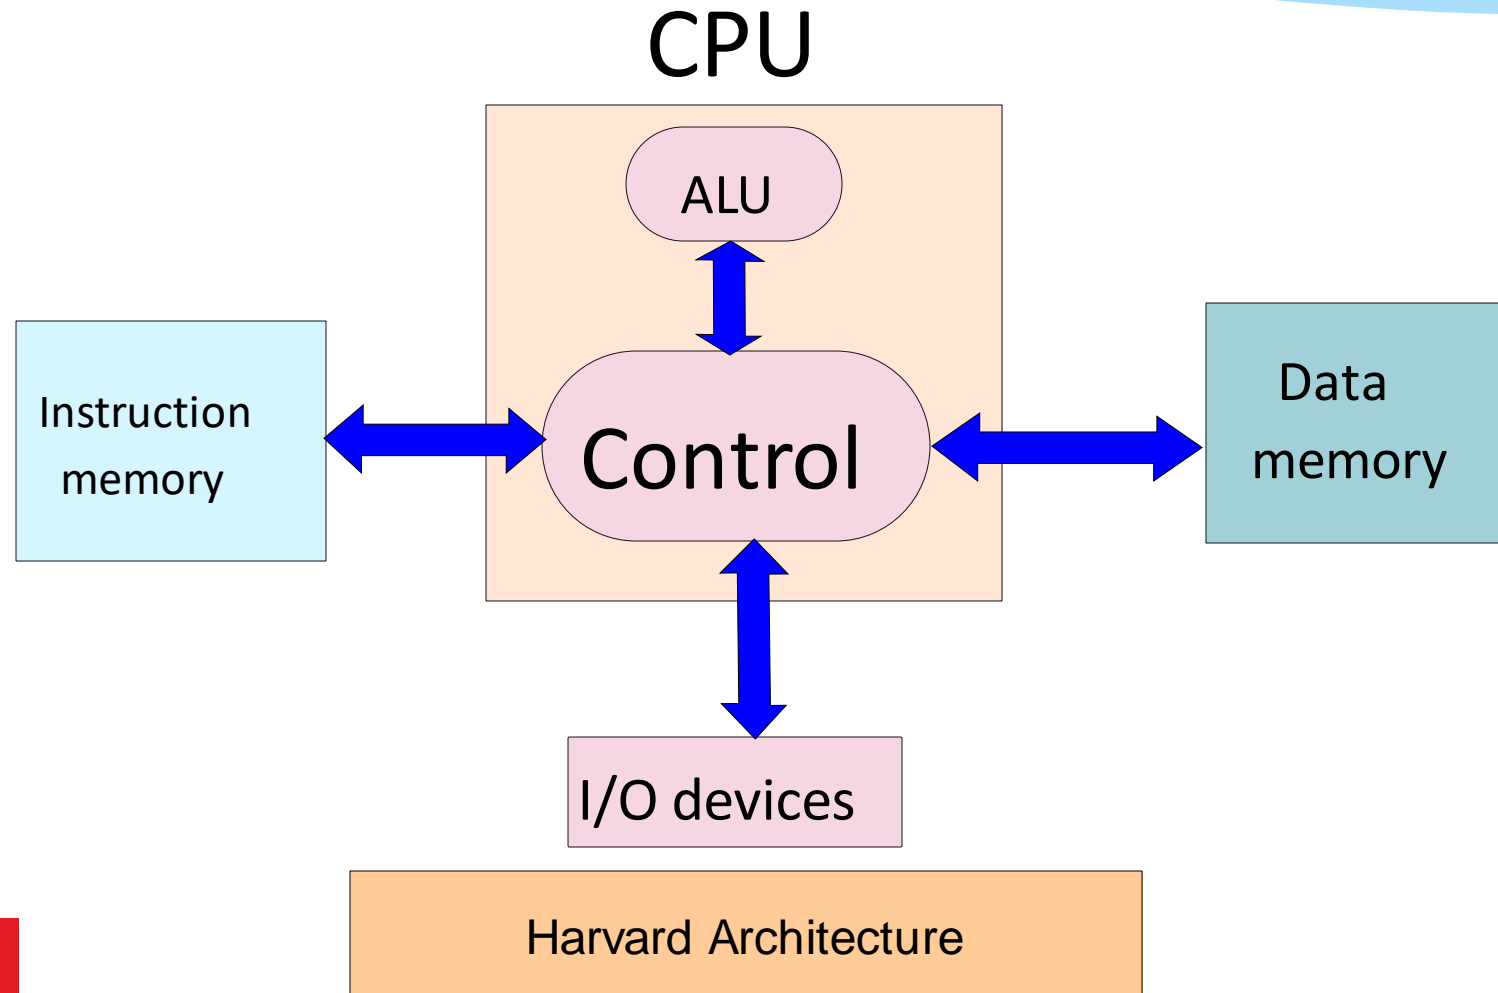 CPU
ALU
Instruction
memory
Control
Data
memory
I/O devices
Harvard Architecture